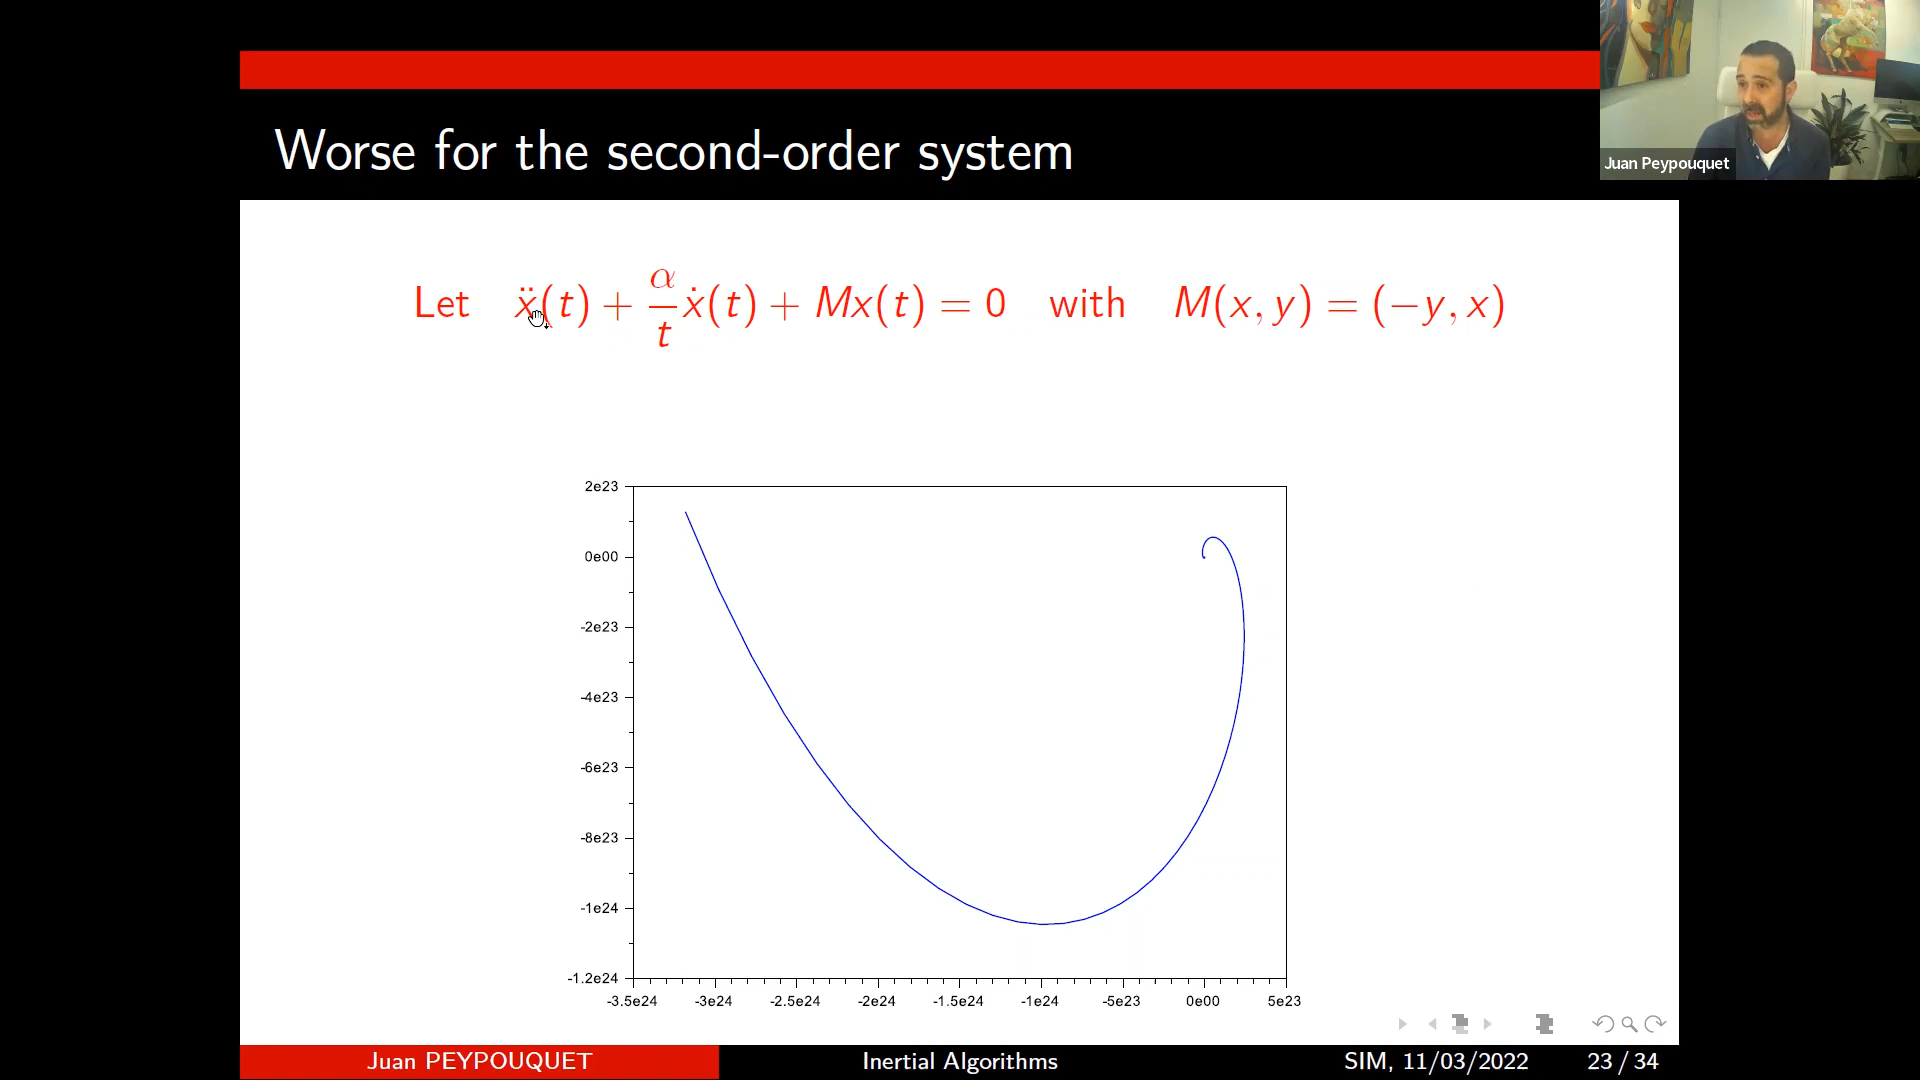 Juan Peypouquet
Worse for the second-order system
Let ẍ(t) + α/t ẋ(t) + Mx(t) = 0 with M(x, y) = (−y, x)
2e23
0e00
-2e23
-4e23
-6e23
-8e23
-1e24
-1.2e24
-3.5e24 -3e24 -2.5e24 -2e24 -1.5e24 -1e24 -5e23 0e00 5e23
Juan PEYPOUQUET Inertial Algorithms SIM, 11/03/2022 23 / 34